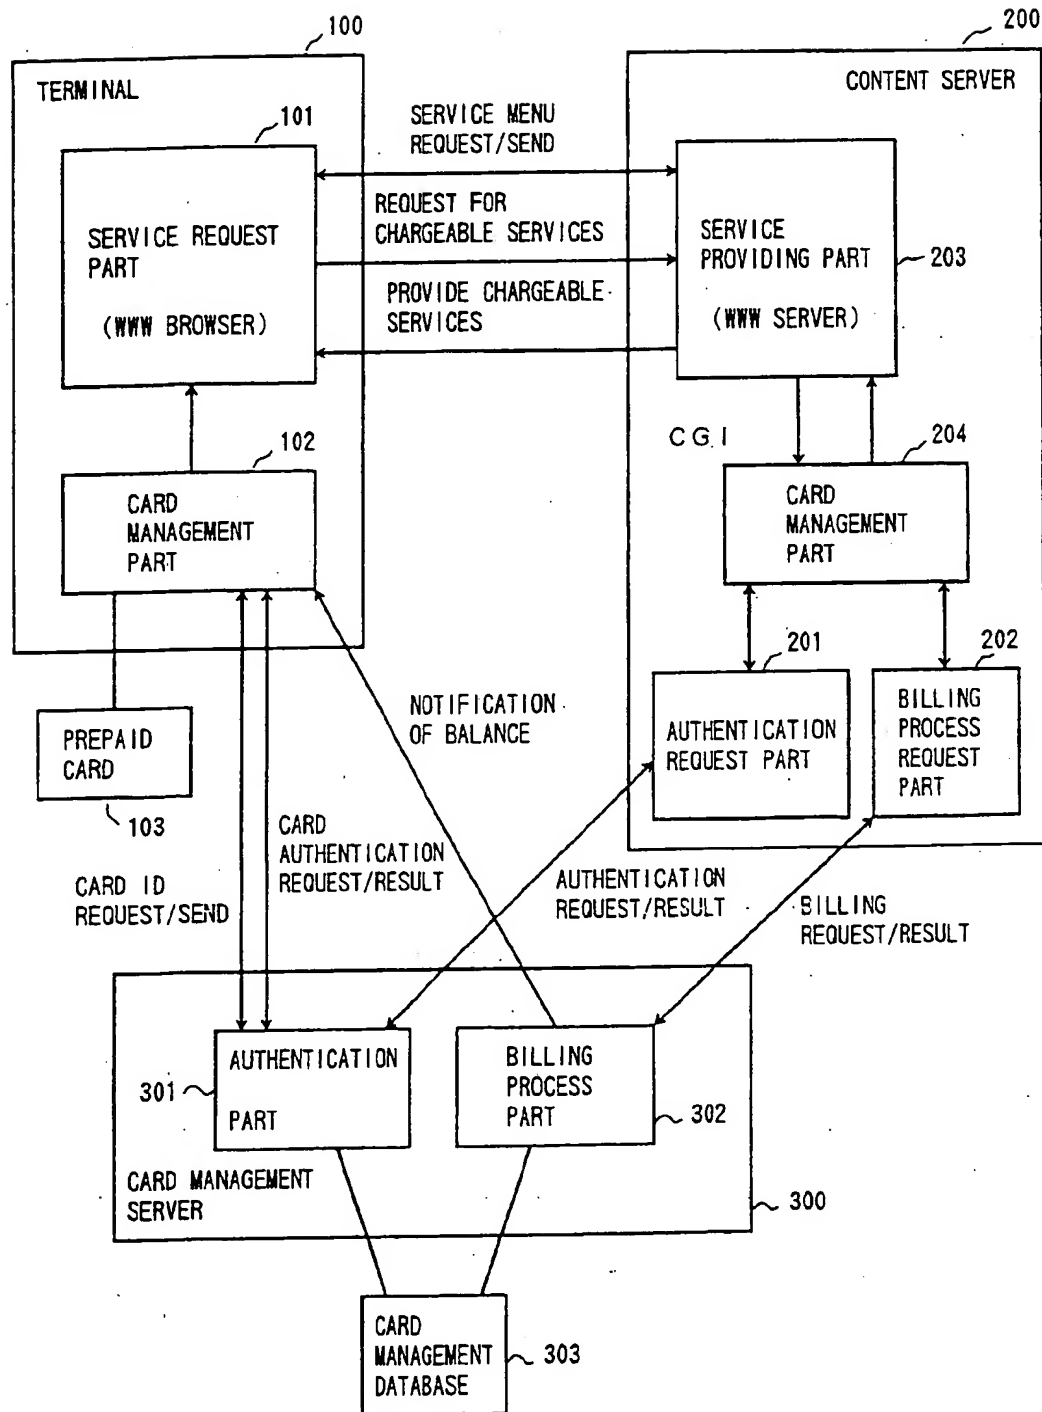 100
TERMINAL
101
SERVICE REQUEST
PART
(WWW BROWSER)
102
CARD
MANAGEMENT
PART
PREPAID
CARD
103
SERVICE MENU
REQUEST/SEND
REQUEST FOR
CHARGEABLE SERVICES
PROVIDE CHARGEABLE
SERVICES
200
CONTENT SERVER
SERVICE
PROVIDING PART
(WWW SERVER)
203
CGI
204
CARD
MANAGEMENT
PART
201
AUTHENTICATION
REQUEST PART
202
BILLING
PROCESS
REQUEST
PART
NOTIFICATION
OF BALANCE
CARD
AUTHENTICATION
REQUEST/RESULT
CARD ID
REQUEST/SEND
AUTHENTICATION
REQUEST/RESULT
BILLING
REQUEST/RESULT
301
AUTHENTICATION
PART
BILLING
PROCESS
PART
302
CARD MANAGEMENT
SERVER
300
CARD
MANAGEMENT
DATABASE
303